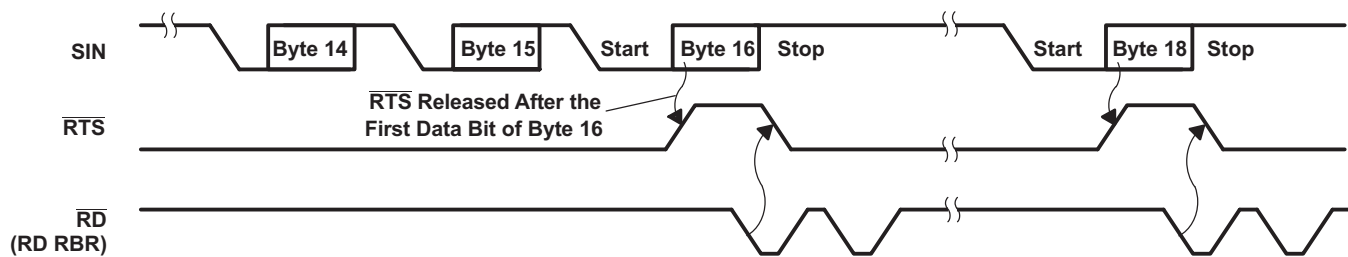 SIN
Byte 14
Byte 15
Start
Byte 16
Stop
Start
Byte 18
Stop
RTS Released After the
First Data Bit of Byte 16
RTS
RD
(RD RBR)